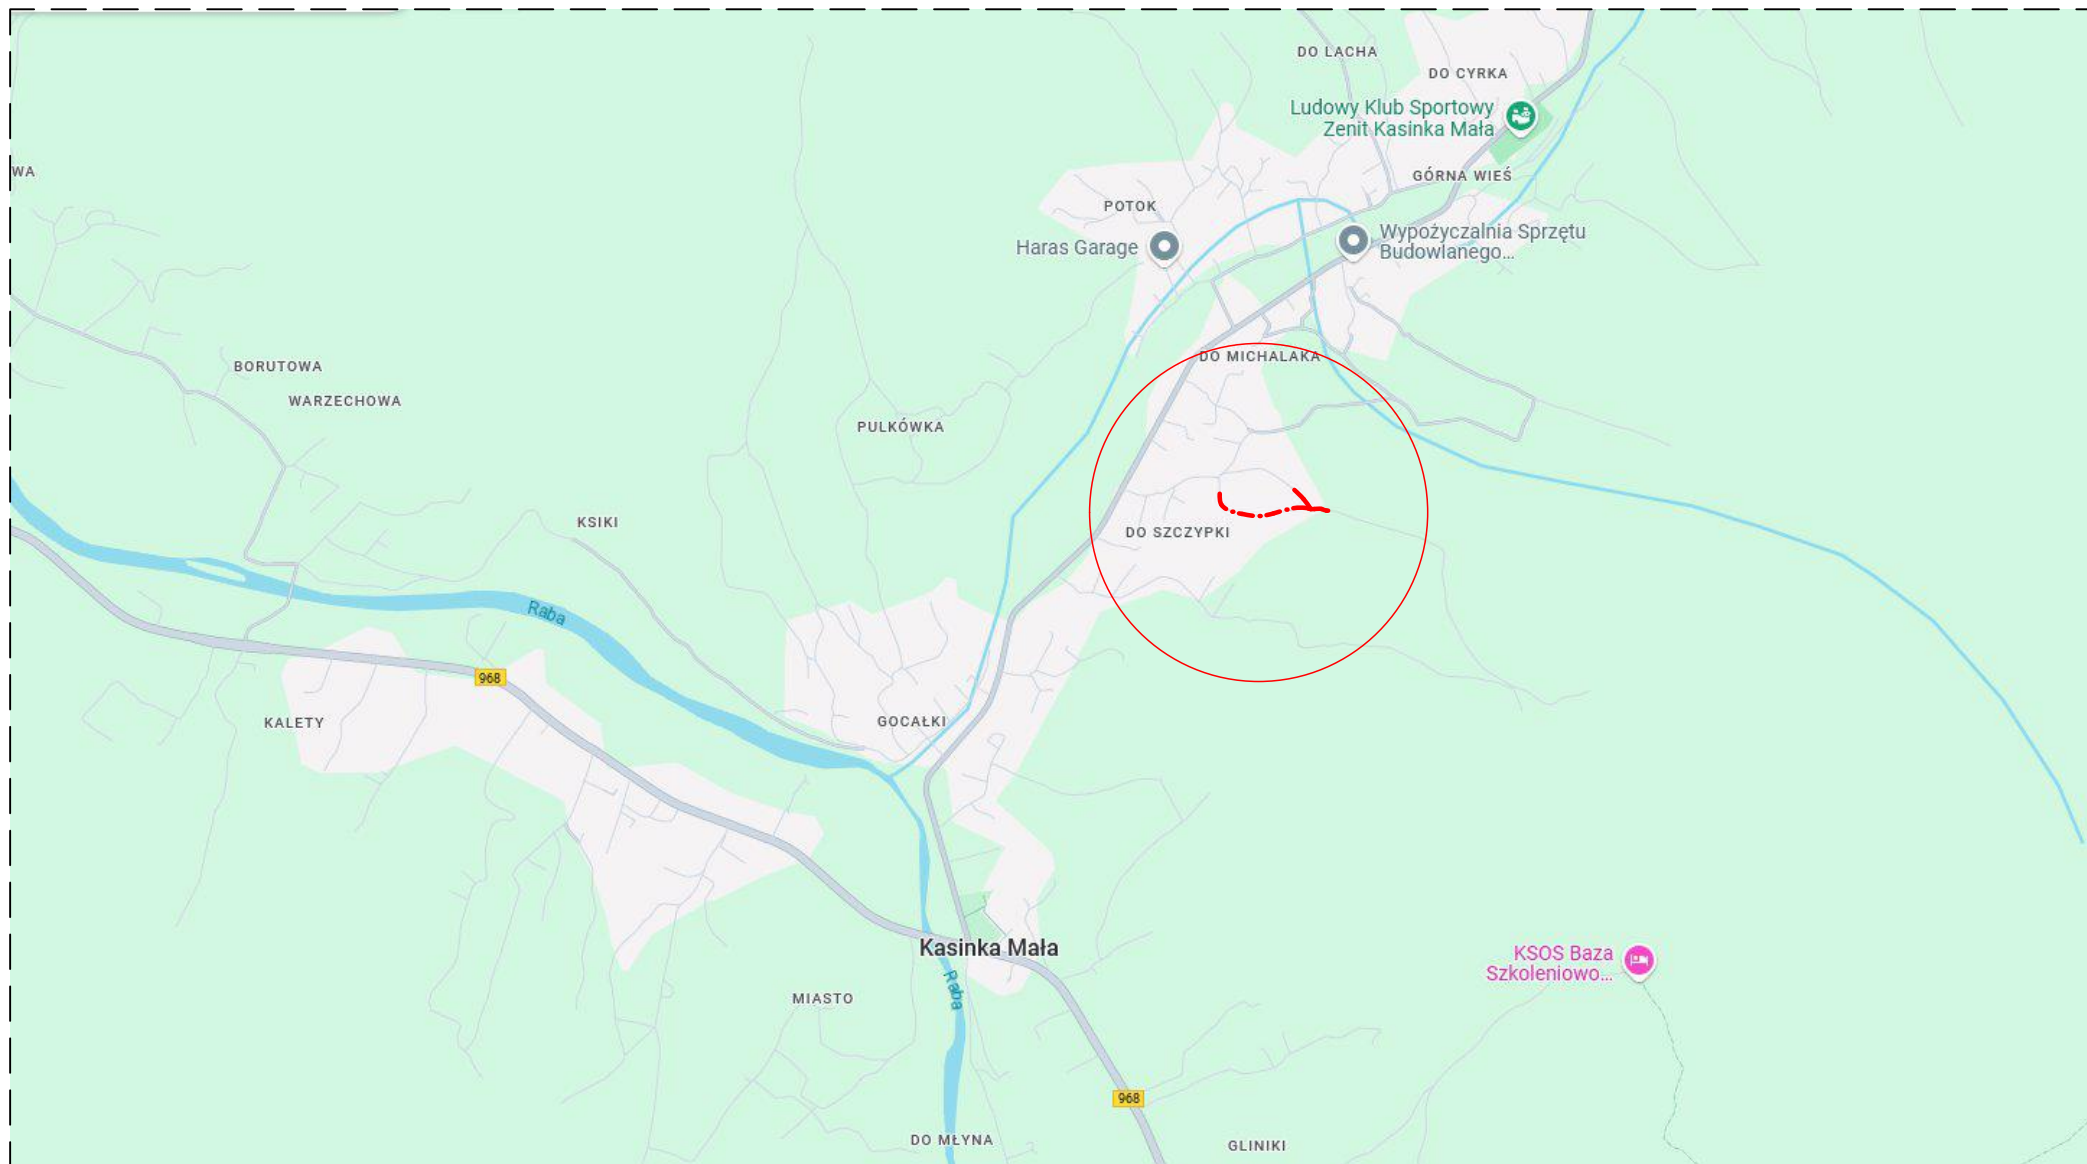 DO LACHA
DO CYRKA
Ludowy Klub Sportowy
Zenit Kasinka Mała
WA
GÓRNA WIEŚ
POTOK
Haras Garage
Wypożyczalnia Sprzętu
Budowlanego...
DO MICHALAKA
BORUTOWA
WARZECHOWA
PULKÓWKA
KSIKI
DO SZCZYPKI
Raba
968
KALETY
GOCAŁKI
Kasinka Mała
KSOS Baza
Szkoleniowo...
Raba
MIASTO
968
DO MŁYNA
GLINIKI